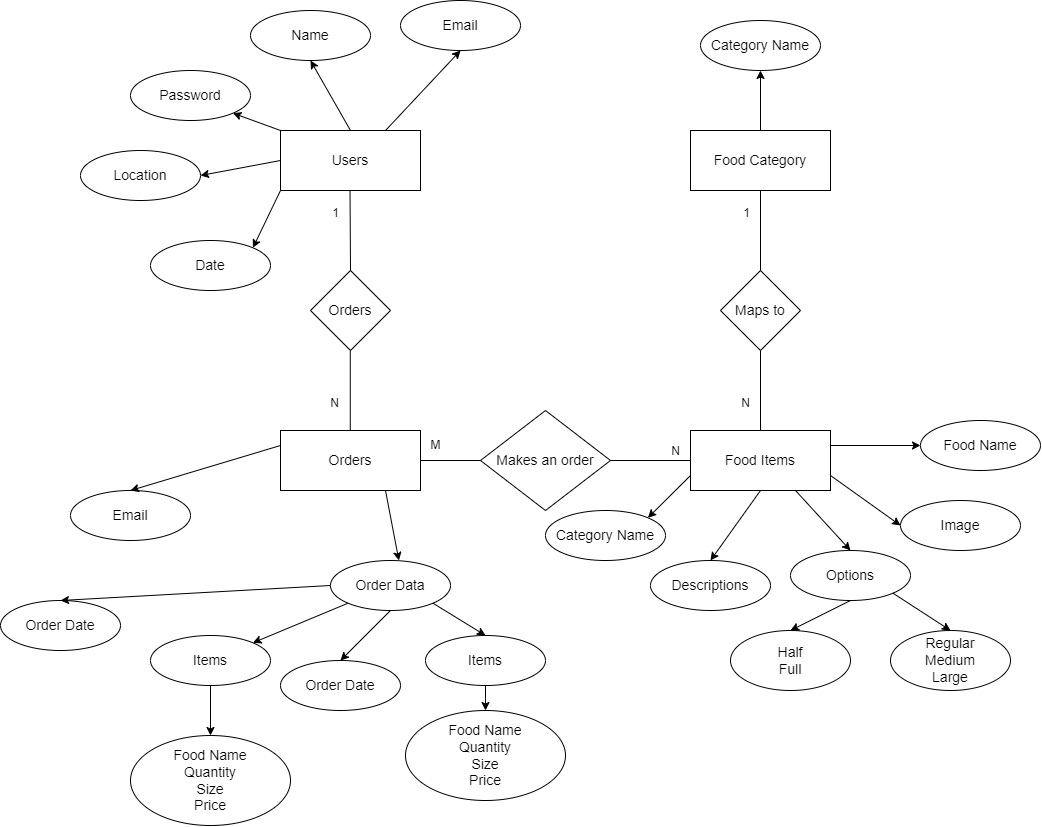 Email
Name
Category Name
Password
Users
Food Category
Location
1
1
Date
Orders
Maps to
N
N
M
N
Orders
Makes an order
Food Items
Food Name
Email
Category Name
Image
Order Data
Descriptions
Options
Order Date
Items
Order Date
Items
Half
Full
Regular
Medium
Large
Food Name
Quantity
Size
Price
Food Name
Quantity
Size
Price